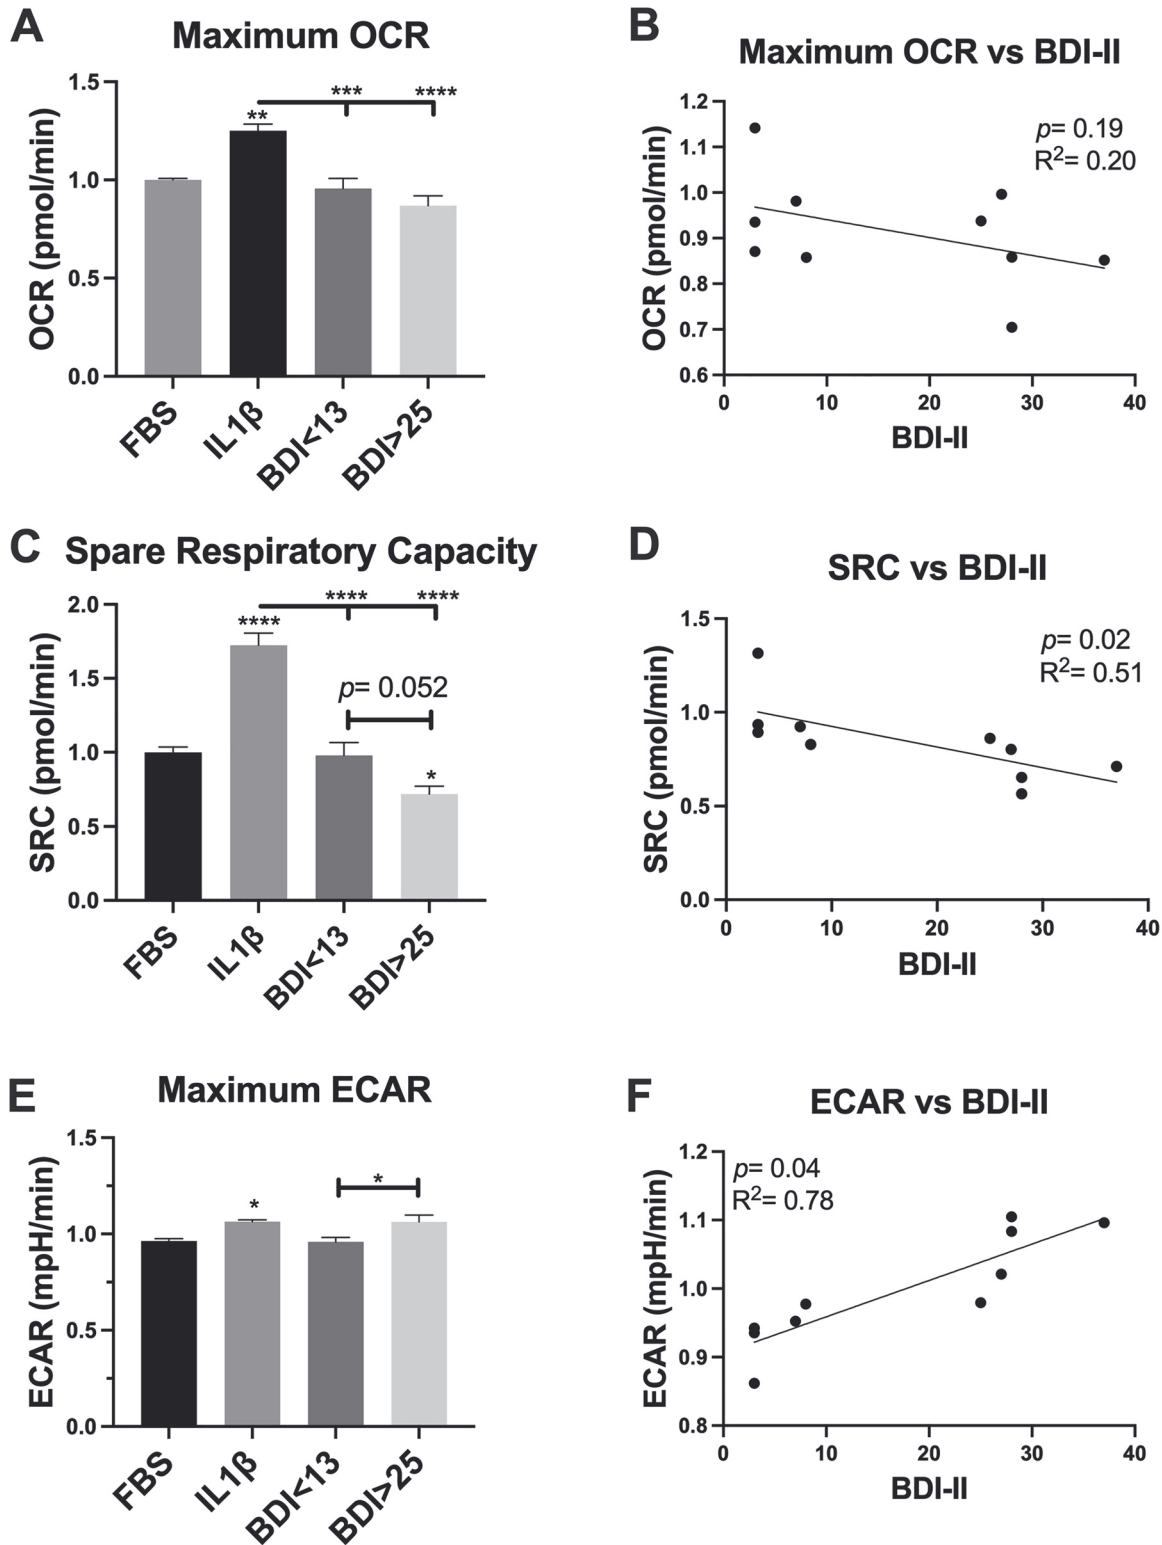 A
Maximum OCR
OCR (pmol/min)
1.5
1.0
0.5
0.0
**
***
****
FBS
IL1β
BDI<13
BDI>25
B
Maximum OCR vs BDI-II
OCR (pmol/min)
1.2
1.1
1.0
0.9
0.8
0.7
0.6
p= 0.19
R²= 0.20
0
10
20
30
40
BDI-II
C
Spare Respiratory Capacity
SRC (pmol/min)
2.0
1.5
1.0
0.5
0.0
****
****
****
p= 0.052
*
FBS
IL1β
BDI<13
BDI>25
D
SRC vs BDI-II
SRC (pmol/min)
1.5
1.0
0.5
0.0
p= 0.02
R²= 0.51
0
10
20
30
40
BDI-II
E
Maximum ECAR
ECAR (mpH/min)
1.5
1.0
0.5
0.0
*
*
FBS
IL1β
BDI<13
BDI>25
F
ECAR vs BDI-II
ECAR (mpH/min)
1.2
1.1
1.0
0.9
0.8
p= 0.04
R²= 0.78
0
10
20
30
40
BDI-II